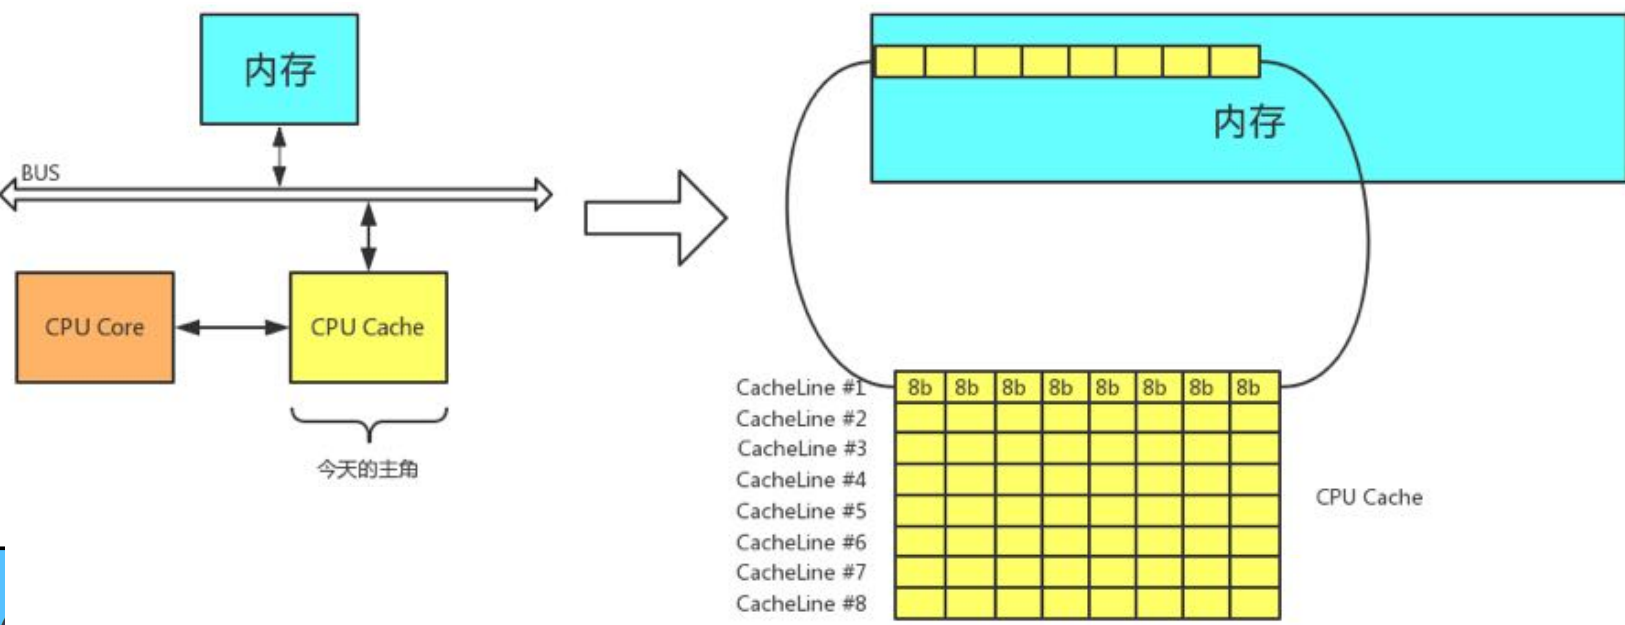 内存
BUS
CPU Core
CPU Cache
今天的主角
内存
CacheLine #1 8b 8b 8b 8b 8b 8b 8b 8b
CacheLine #2
CacheLine #3
CacheLine #4
CacheLine #5
CacheLine #6
CacheLine #7
CacheLine #8
CPU Cache